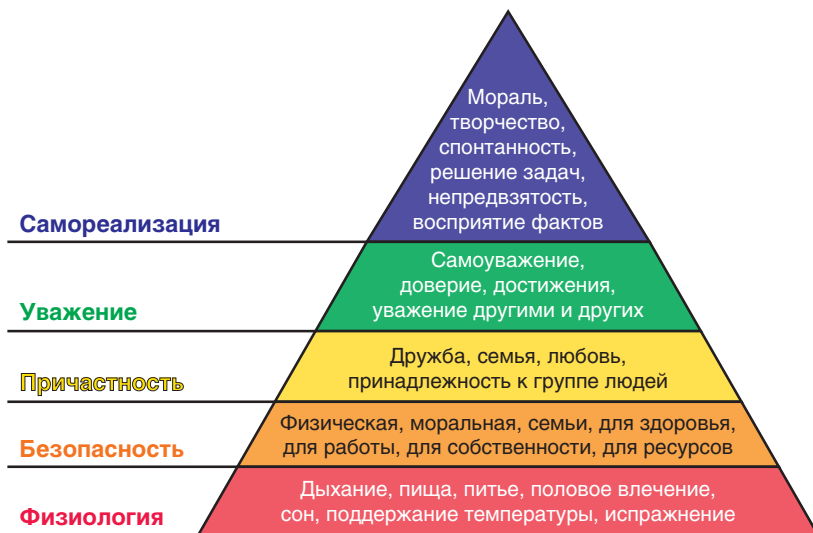 Мораль,
творчество,
спонтанность,
решение задач,
непредвзятость,
восприятие фактов
Самореализация
Самоуважение,
доверие, достижения,
уважение другими и других
Уважение
Дружба, семья, любовь,
принадлежность к группе людей
Причастность
Физическая, моральная, семьи, для здоровья,
для работы, для собственности, для ресурсов
Безопасность
Дыхание, пища, питье, половое влечение,
сон, поддержание температуры, испражнение
Физиология